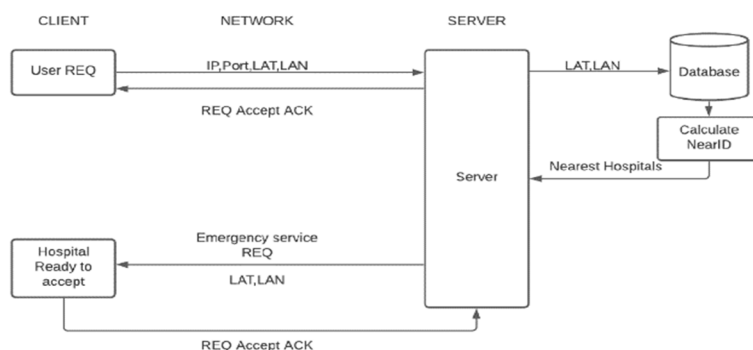 CLIENT NETWORK SERVER
User REQ
IP,Port,LAT,LAN
REQ Accept ACK
LAT,LAN
Database
Calculate
NearID
Nearest Hospitals
Server
Hospital
Ready to
accept
Emergency service
REQ
LAT,LAN
REQ Accept ACK